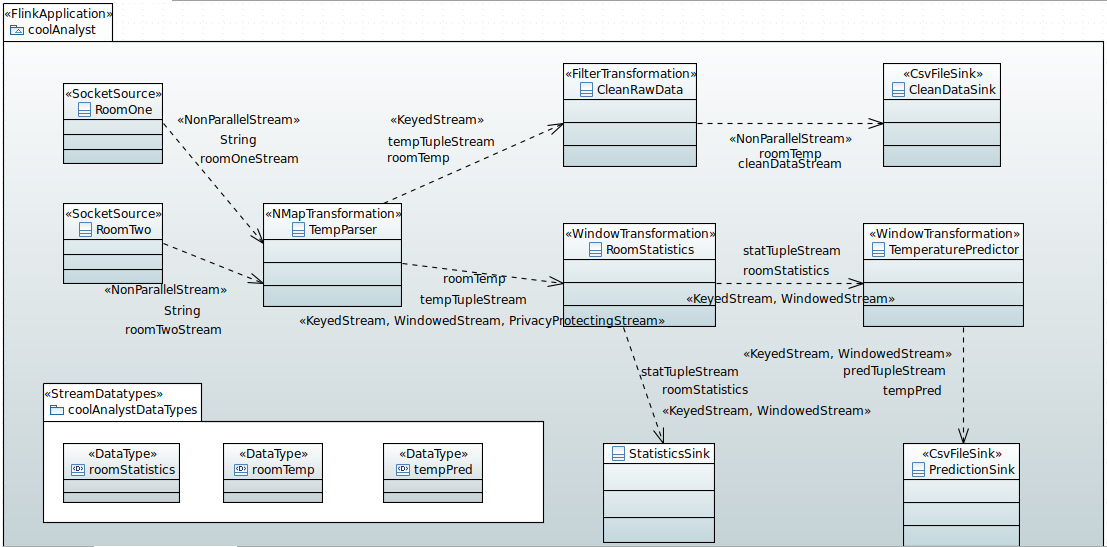 «FlinkApplication»
coolAnalyst
«SocketSource»
RoomOne
«NonParallelStream»
String
roomOneStream
«KeyedStream»
tempTupleStream
roomTemp
«FilterTransformation»
CleanRawData
«NonParallelStream»
roomTemp
cleanDataStream
«CsvFileSink»
CleanDataSink
«SocketSource»
RoomTwo
«NonParallelStream»
String
roomTwoStream
«NMapTransformation»
TempParser
roomTemp
tempTupleStream
«KeyedStream, WindowedStream, PrivacyProtectingStream»
«WindowTransformation»
RoomStatistics
statTupleStream
roomStatistics
«KeyedStream, WindowedStream»
«WindowTransformation»
TemperaturePredictor
statTupleStream
roomStatistics
«KeyedStream, WindowedStream»
«KeyedStream, WindowedStream»
predTupleStream
tempPred
«StreamDatatypes»
coolAnalystDataTypes
«DataType»
roomStatistics
«DataType»
roomTemp
«DataType»
tempPred
StatisticsSink
«CsvFileSink»
PredictionSink